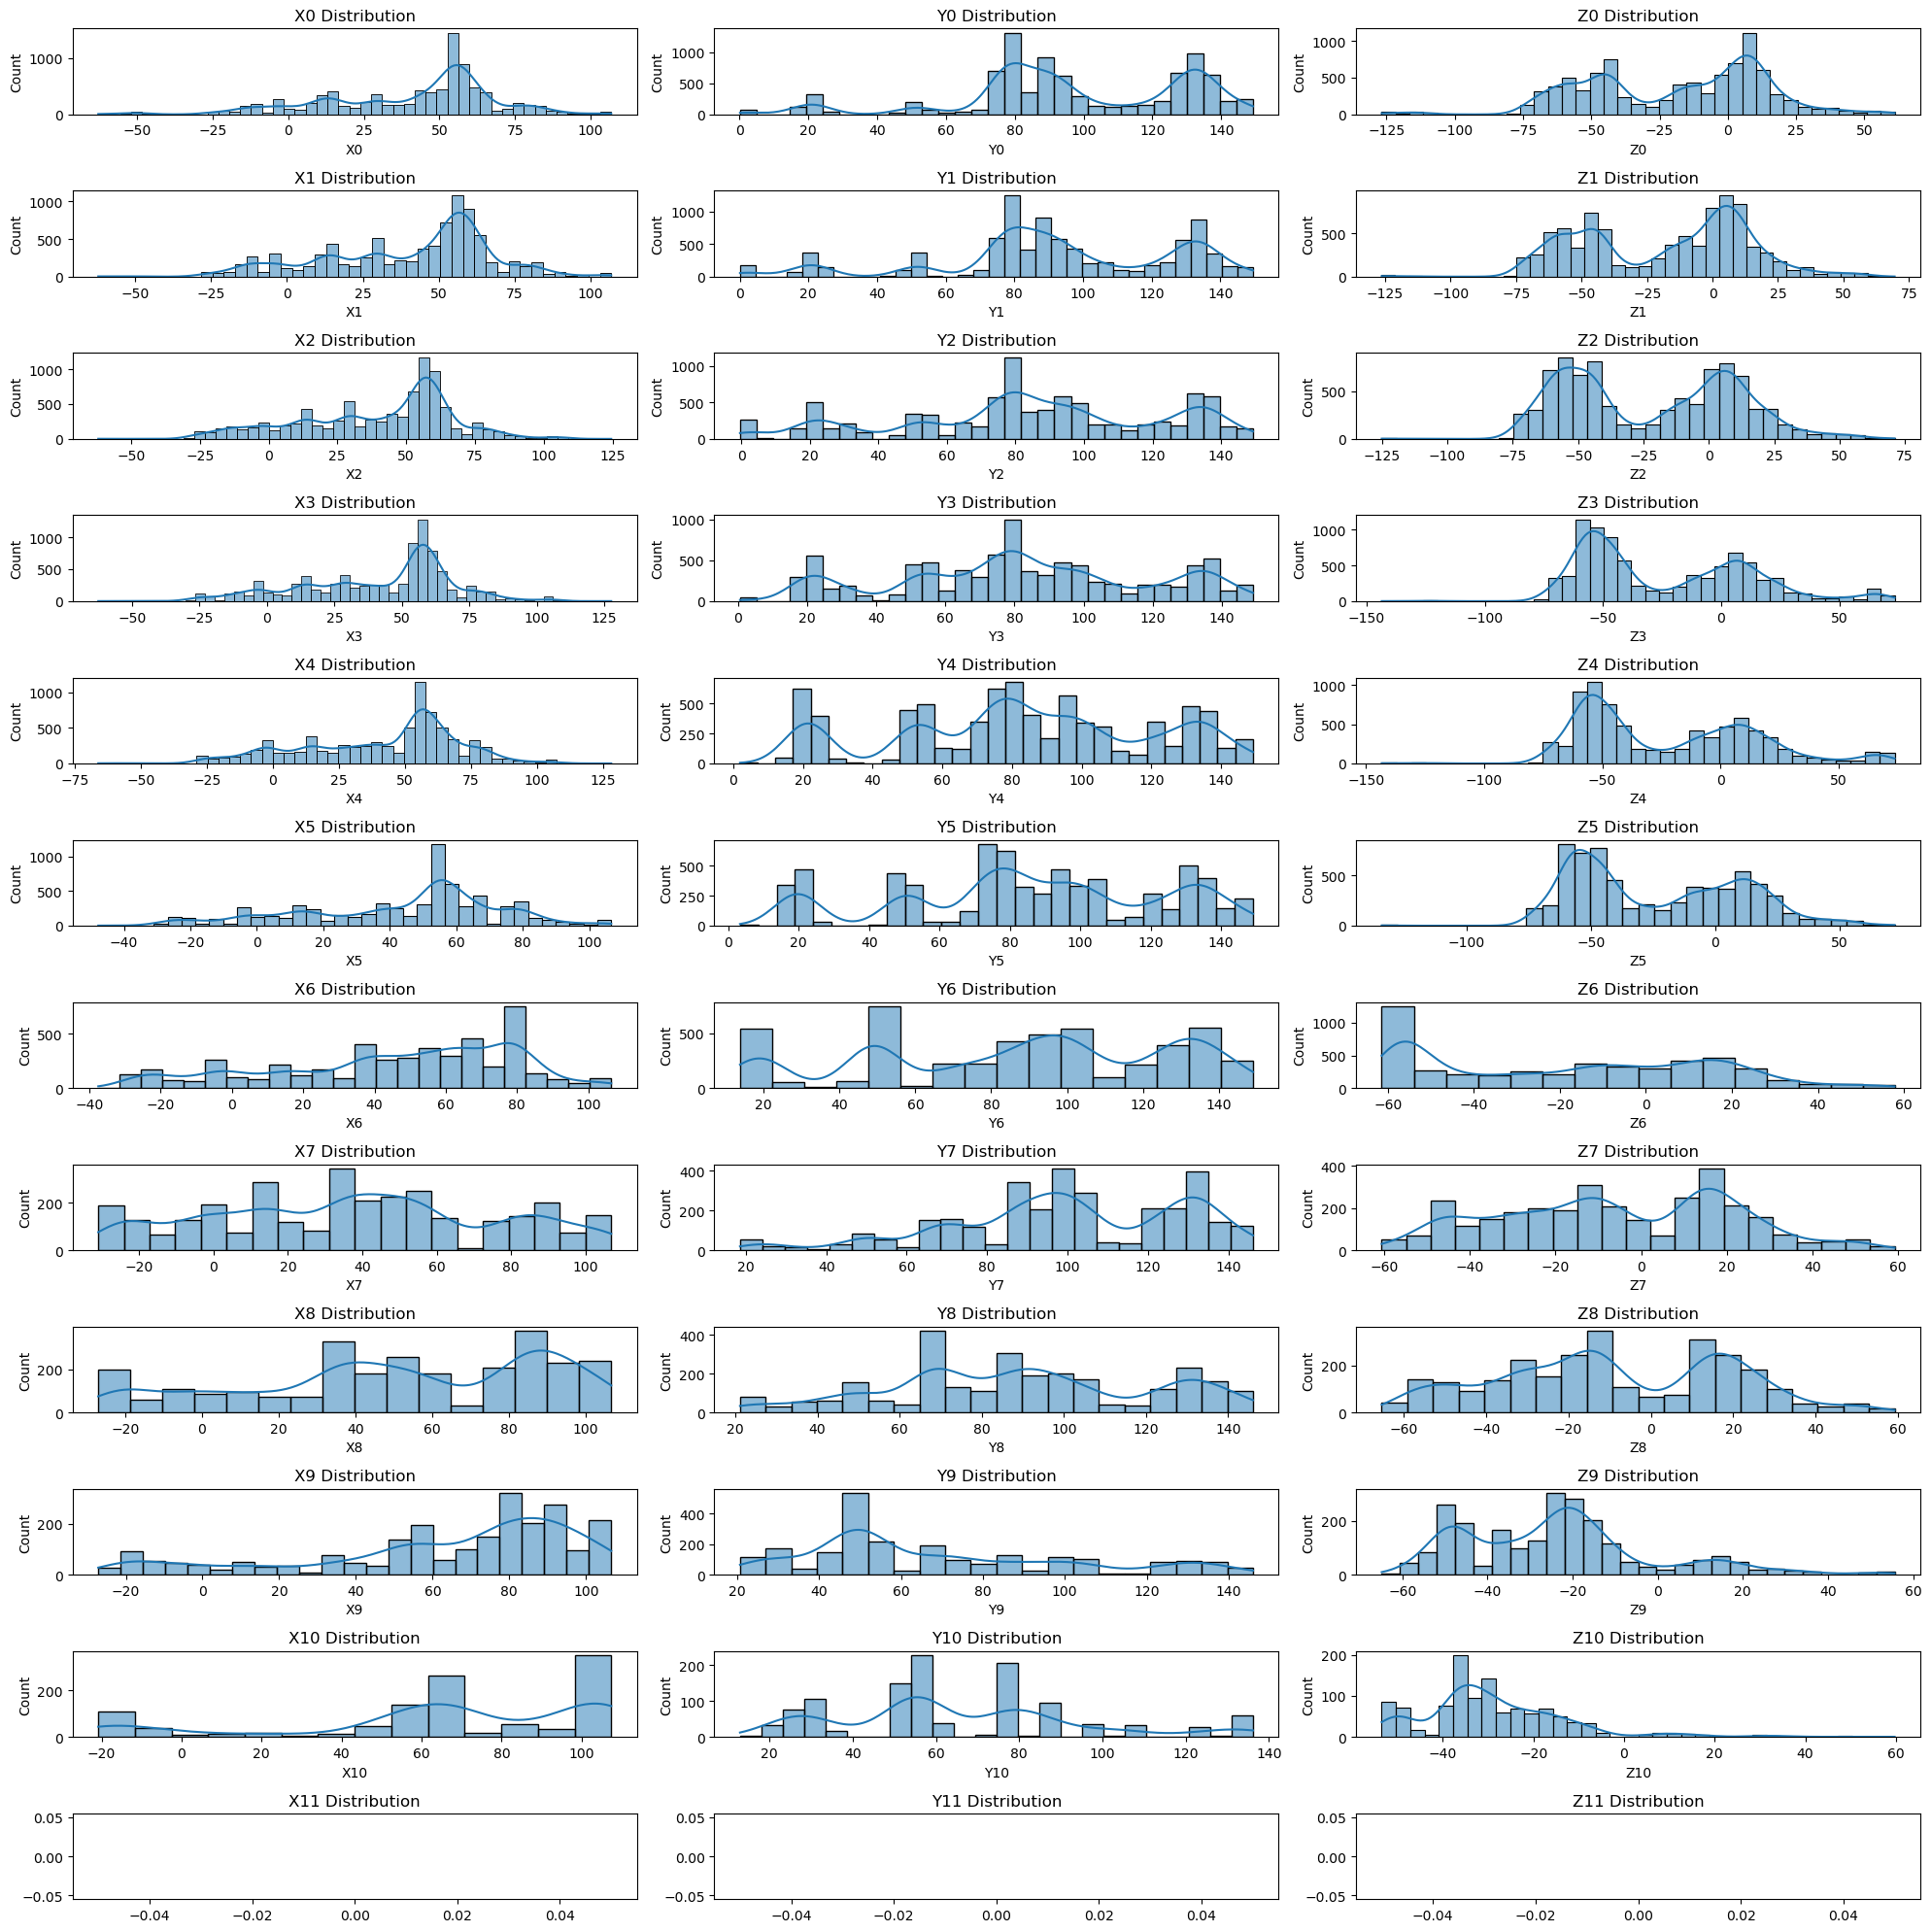 X0 Distribution Y0 Distribution Z0 Distribution
Count 1000 0 Count 1000 500 0 Count 1000 500 0
−50 −25 0 25 50 75 100 0 20 40 60 80 100 120 140 −125 −100 −75 −50 −25 0 25 50
X0 Y0 Z0
X1 Distribution Y1 Distribution Z1 Distribution
Count 1000 500 0 Count 1000 500 0 Count 500 0
−50 −25 0 25 50 75 100 0 20 40 60 80 100 120 140 −125 −100 −75 −50 −25 0 25 50 75
X1 Y1 Z1
X2 Distribution Y2 Distribution Z2 Distribution
Count 1000 500 0 Count 1000 500 0 Count 500 0
−50 −25 0 25 50 75 100 125 0 20 40 60 80 100 120 140 −125 −100 −75 −50 −25 0 25 50 75
X2 Y2 Z2
X3 Distribution Y3 Distribution Z3 Distribution
Count 1000 500 0 Count 1000 500 0 Count 1000 500 0
−50 −25 0 25 50 75 100 125 0 20 40 60 80 100 120 140 −150 −100 −50 0 50
X3 Y3 Z3
X4 Distribution Y4 Distribution Z4 Distribution
Count 1000 500 0 Count 500 250 0 Count 1000 500 0
−75 −50 −25 0 25 50 75 100 125 0 20 40 60 80 100 120 140 −150 −100 −50 0 50
X4 Y4 Z4
X5 Distribution Y5 Distribution Z5 Distribution
Count 1000 500 0 Count 500 250 0 Count 500 0
−40 −20 0 20 40 60 80 100 0 20 40 60 80 100 120 140 −100 −50 0 50
X5 Y5 Z5
X6 Distribution Y6 Distribution Z6 Distribution
Count 500 0 Count 500 0 Count 1000 500 0
−40 −20 0 20 40 60 80 100 20 40 60 80 100 120 140 −60 −40 −20 0 20 40 60
X6 Y6 Z6
X7 Distribution Y7 Distribution Z7 Distribution
Count 200 0 Count 400 200 0 Count 400 200 0
−20 0 20 40 60 80 100 20 40 60 80 100 120 140 −60 −40 −20 0 20 40 60
X7 Y7 Z7
X8 Distribution Y8 Distribution Z8 Distribution
Count 200 0 Count 400 200 0 Count 200 0
−20 0 20 40 60 80 100 20 40 60 80 100 120 140 −60 −40 −20 0 20 40 60
X8 Y8 Z8
X9 Distribution Y9 Distribution Z9 Distribution
Count 200 0 Count 400 200 0 Count 200 0
−20 0 20 40 60 80 100 20 40 60 80 100 120 140 −60 −40 −20 0 20 40 60
X9 Y9 Z9
X10 Distribution Y10 Distribution Z10 Distribution
Count 200 0 Count 200 100 0 Count 200 100 0
−20 0 20 40 60 80 100 20 40 60 80 100 120 140 −40 −20 0 20 40 60
X10 Y10 Z10
X11 Distribution Y11 Distribution Z11 Distribution
0.05 0.00 −0.05 0.05 0.00 −0.05 0.05 0.00 −0.05
−0.04 −0.02 0.00 0.02 0.04 −0.04 −0.02 0.00 0.02 0.04 −0.04 −0.02 0.00 0.02 0.04